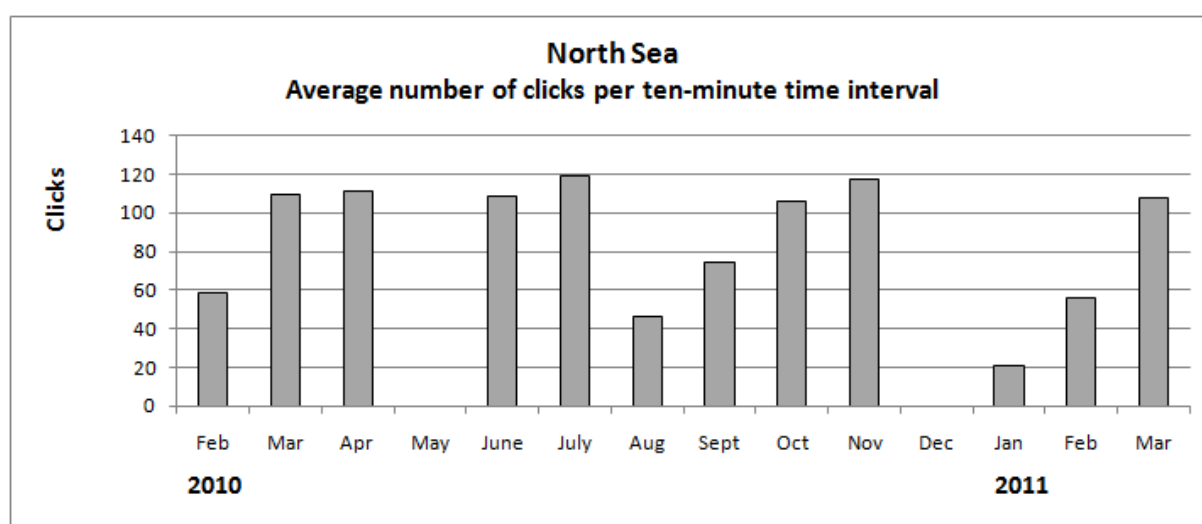 North Sea
Average number of clicks per ten-minute time interval
Clicks
140
120
100
80
60
40
20
0
Feb Mar Apr May June July Aug Sept Oct Nov Dec Jan Feb Mar
2010 2011